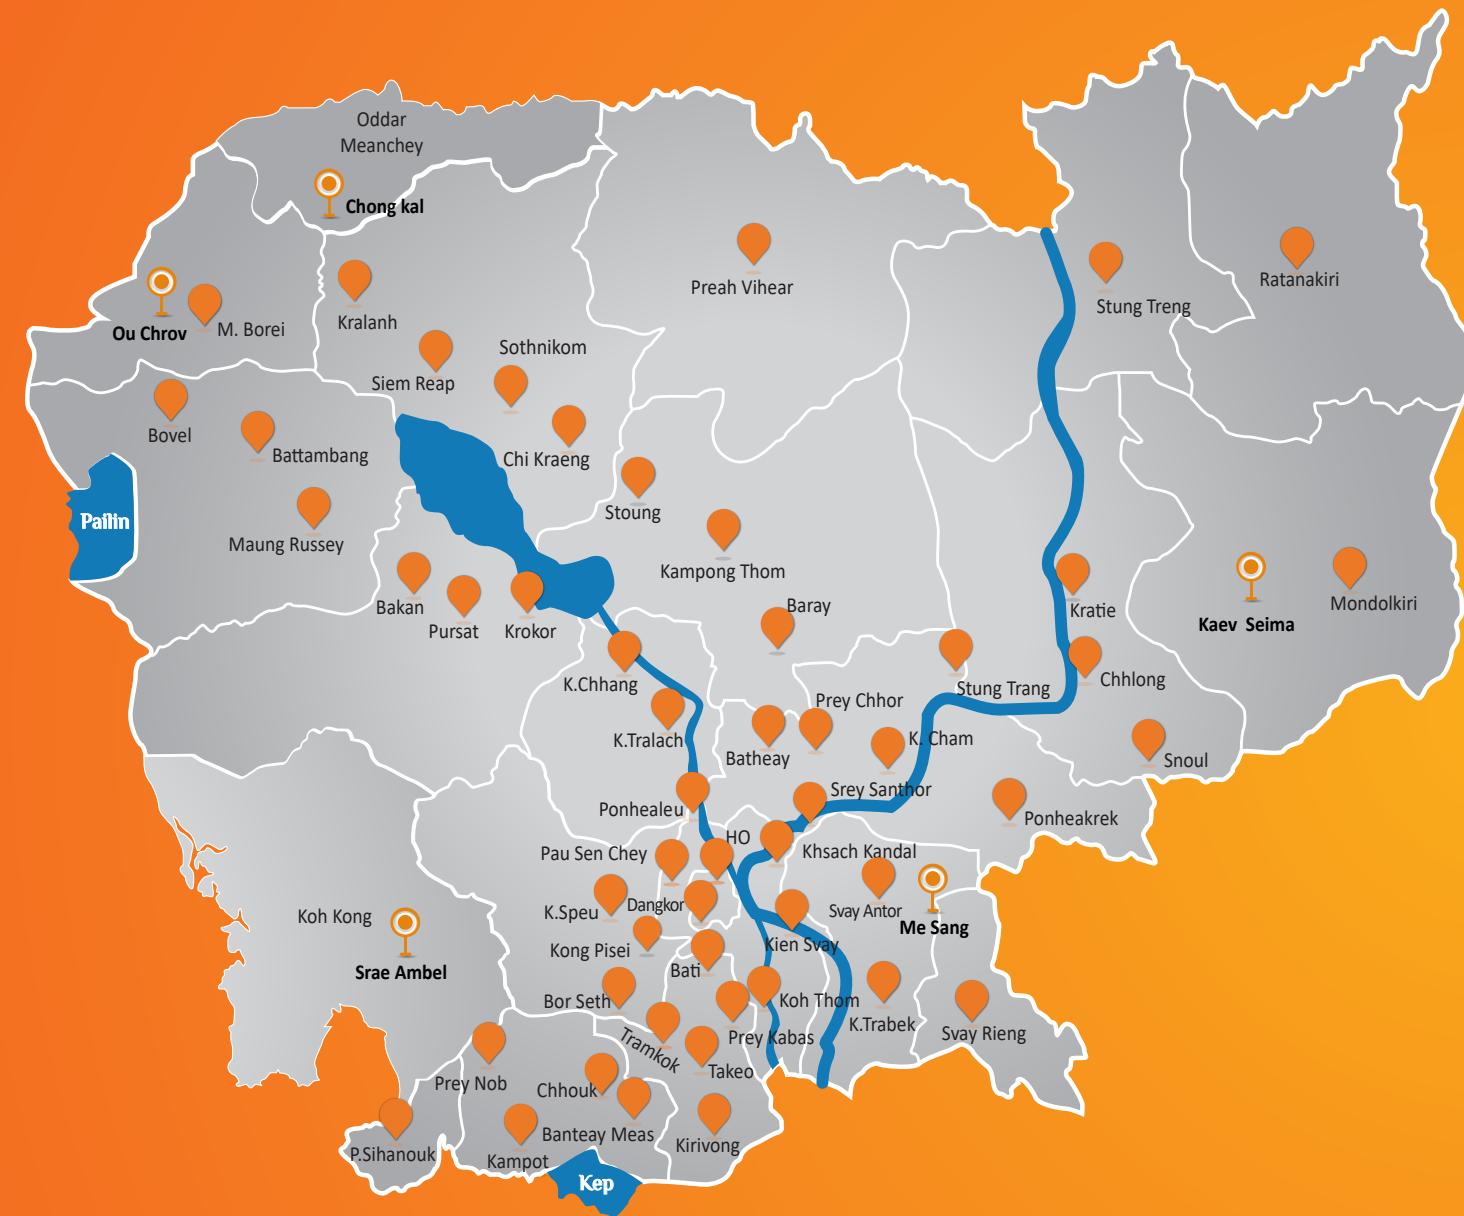 Oddar
Meanchey
Chong kal
Preah Vihear
Ratanakiri
Stung Treng
Ou Chrov
M. Borei
Kralanh
Sothnikom
Siem Reap
Bovel
Battambang
Chi Kraeng
Stoung
Pailin
Maung Russey
Kampong Thom
Bakan
Pursat
Krokor
Baray
Kratie
Kaev Seima
Mondolkiri
K.Chhang
Stung Trang
Chhlong
Prey Chhor
K.Tralach
Batheay
K. Cham
Snoul
Srey Santhor
Ponhealeu
Ponheakrek
HO
Pau Sen Chey
Khsach Kandal
K.Speu
Dangkor
Svay Antor
Koh Kong
Me Sang
Kong Pisei
Kien Svay
Srae Ambel
Bati
Bor Seth
Koh Thom
K.Trabek
Svay Rieng
Tramkok
Prey Kabas
Takeo
Prey Nob
Chhouk
Banteay Meas
Kirivong
P.Sihanouk
Kampot
Kep